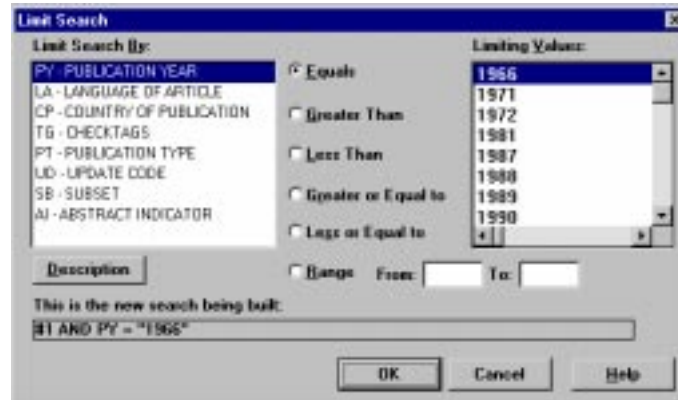 Limit Search
Limit Search By:
PY - PUBLICATION YEAR
LA - LANGUAGE OF ARTICLE
CP - COUNTRY OF PUBLICATION
TG - CHECKTAGS
PT - PUBLICATION TYPE
UD - UPDATE CODE
SB - SUBSET
AI - ABSTRACT INDICATOR
Description
Equals
Greater Than
Less Than
Greater or Equal to
Less or Equal to
Range From: To:
Limiting Values:
1966
1971
1972
1981
1987
1988
1989
1990
This is the new search being built:
#1 AND PY = "1966"
OK Cancel Help